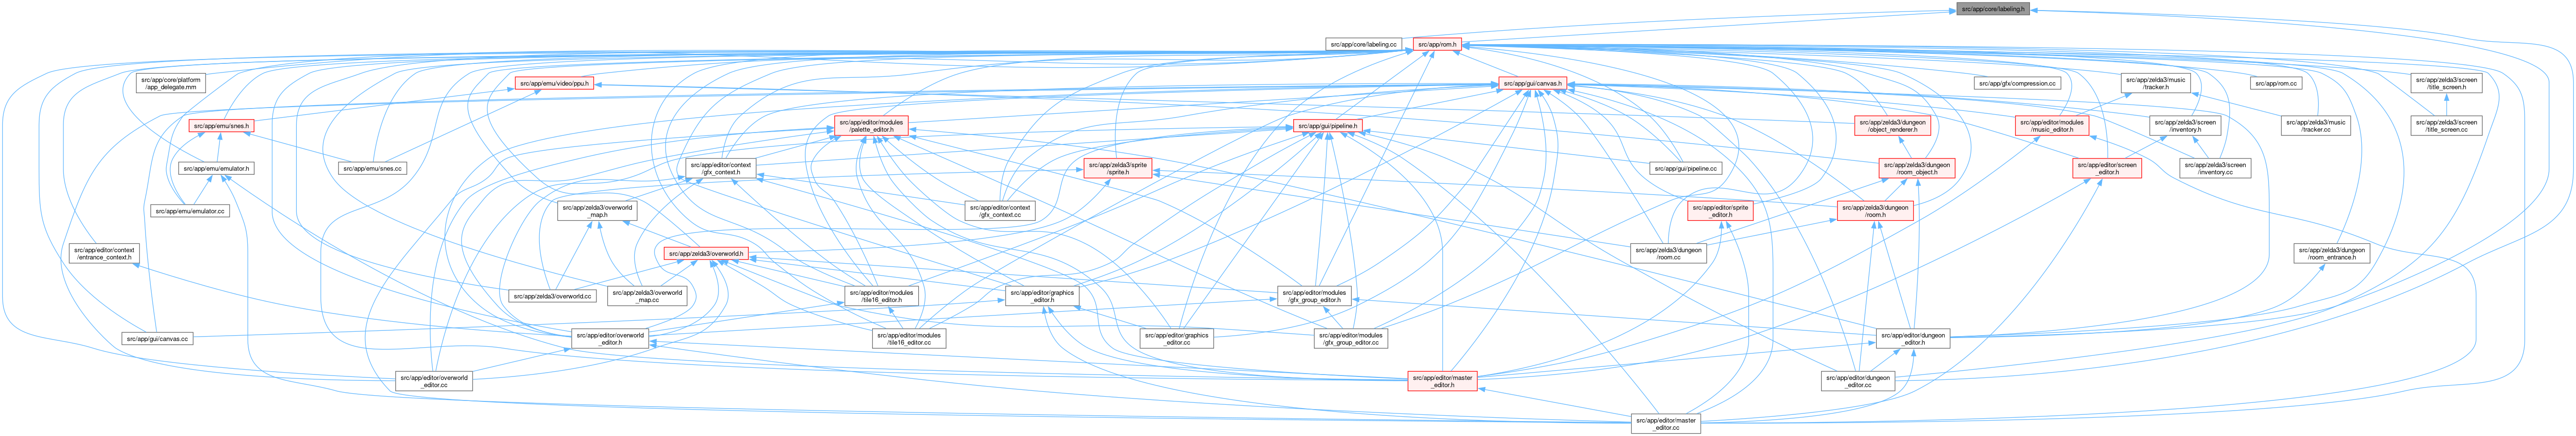 src/app/core/labeling.h
src/app/core/labeling.cc
src/app/rom.h
src/app/core/platform
/app_delegate.mm
src/app/emu/video/ppu.h
src/app/gui/canvas.h
src/app/gfx/compression.cc
src/app/zelda3/music
/tracker.h
src/app/rom.cc
src/app/zelda3/screen
/title_screen.h
src/app/emu/snes.h
src/app/editor/modules
/palette_editor.h
src/app/gui/pipeline.h
src/app/zelda3/dungeon
/object_renderer.h
src/app/editor/modules
/music_editor.h
src/app/zelda3/screen
/inventory.h
src/app/zelda3/music
/tracker.cc
src/app/zelda3/screen
/title_screen.cc
src/app/emu/emulator.h
src/app/emu/snes.cc
src/app/editor/context
/gfx_context.h
src/app/zelda3/sprite
/sprite.h
src/app/gui/pipeline.cc
src/app/zelda3/dungeon
/room_object.h
src/app/editor/screen
_editor.h
src/app/zelda3/screen
/inventory.cc
src/app/emu/emulator.cc
src/app/zelda3/overworld
_map.h
src/app/editor/context
/gfx_context.cc
src/app/editor/sprite
_editor.h
src/app/zelda3/dungeon
/room.h
src/app/editor/context
/entrance_context.h
src/app/zelda3/overworld.h
src/app/zelda3/dungeon
/room.cc
src/app/zelda3/dungeon
/room_entrance.h
src/app/zelda3/overworld.cc
src/app/zelda3/overworld
_map.cc
src/app/editor/modules
/tile16_editor.h
src/app/editor/graphics
_editor.h
src/app/editor/modules
/gfx_group_editor.h
src/app/gui/canvas.cc
src/app/editor/overworld
_editor.h
src/app/editor/modules
/tile16_editor.cc
src/app/editor/graphics
_editor.cc
src/app/editor/modules
/gfx_group_editor.cc
src/app/editor/dungeon
_editor.h
src/app/editor/overworld
_editor.cc
src/app/editor/master
_editor.h
src/app/editor/dungeon
_editor.cc
src/app/editor/master
_editor.cc